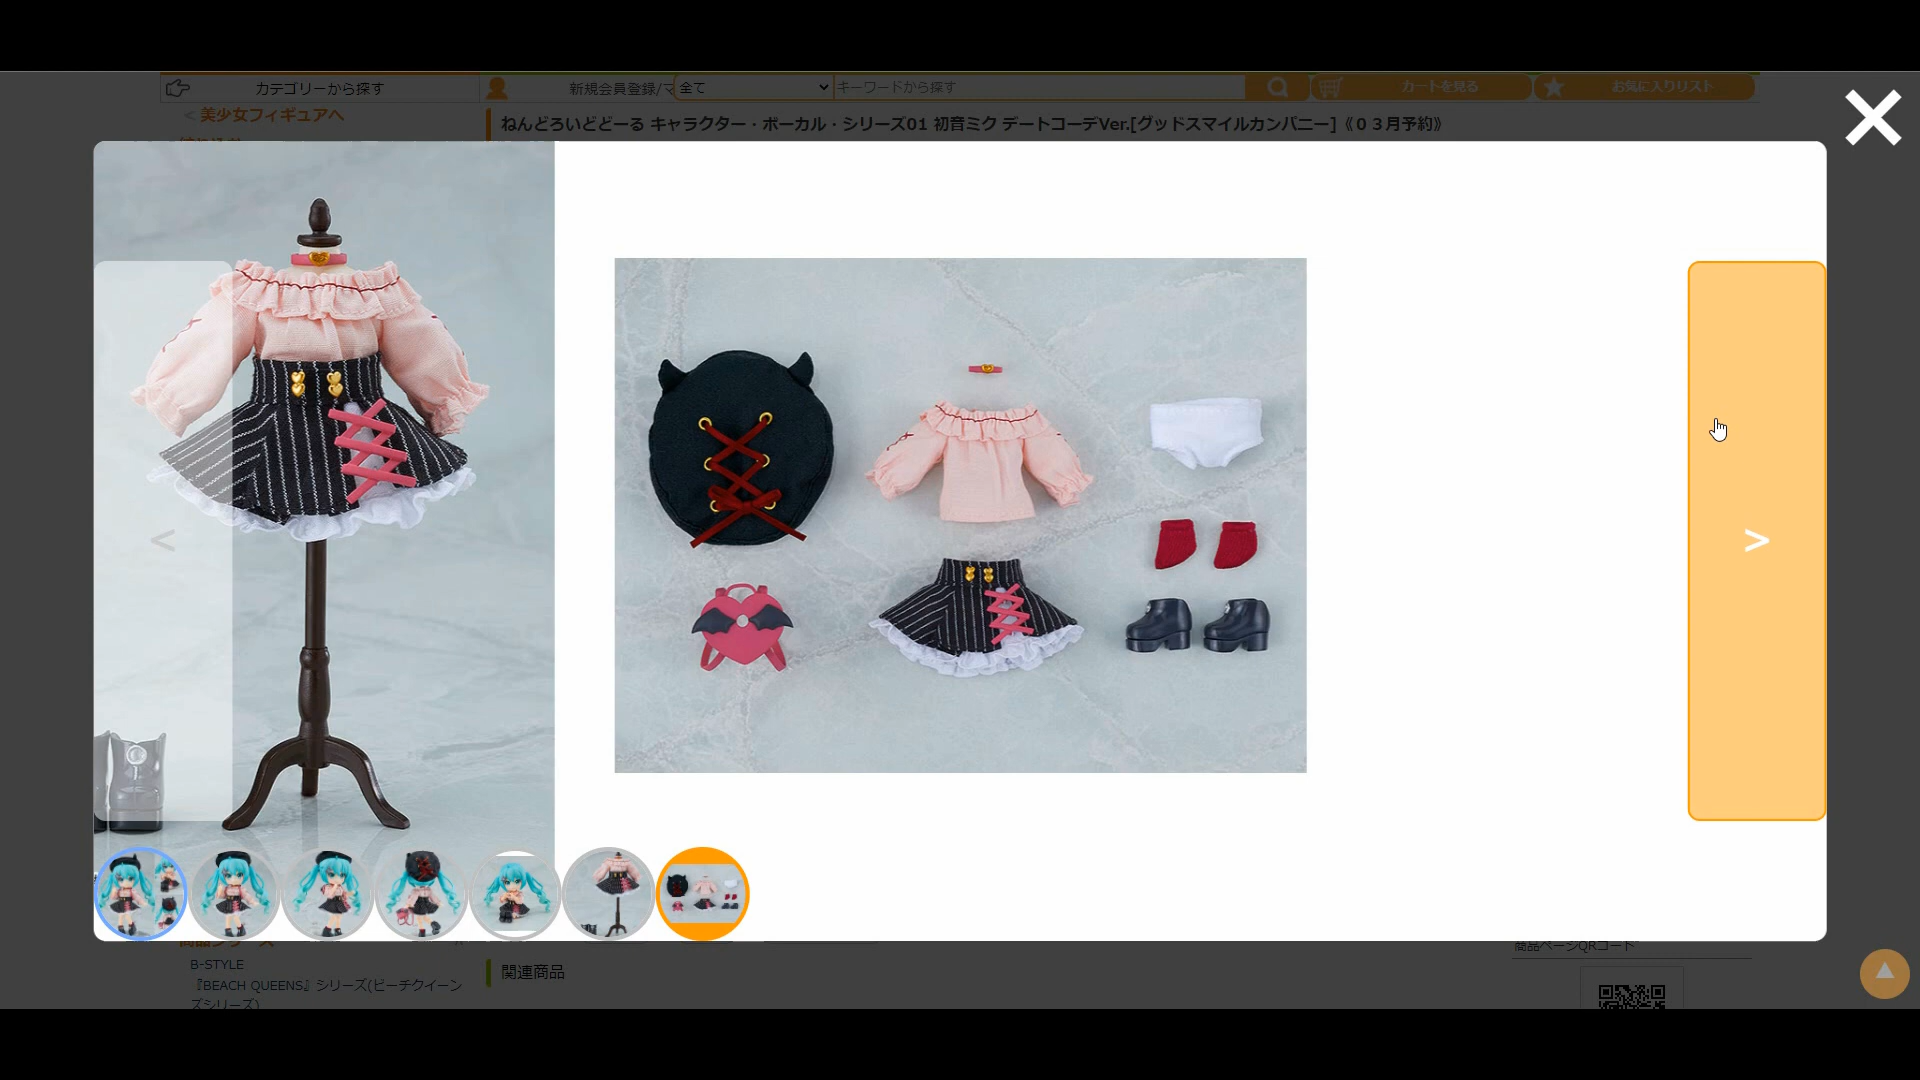 カテゴリーから探す
新規会員登録/マ
全て
キーワードから探す
カートを見る
お気に入りリスト
< 美少女フィギュアへ
ねんどろいどどーる キャラクター・ボーカル・シリーズ01 初音ミク デートコーデVer.[グッドスマイルカンパニー]《０３月予約》
<
>
商品シリーズ
商品ページQRコード
B-STYLE
関連商品
『BEACH QUEENS』シリーズ(ビーチクイーン
ズシリーズ)